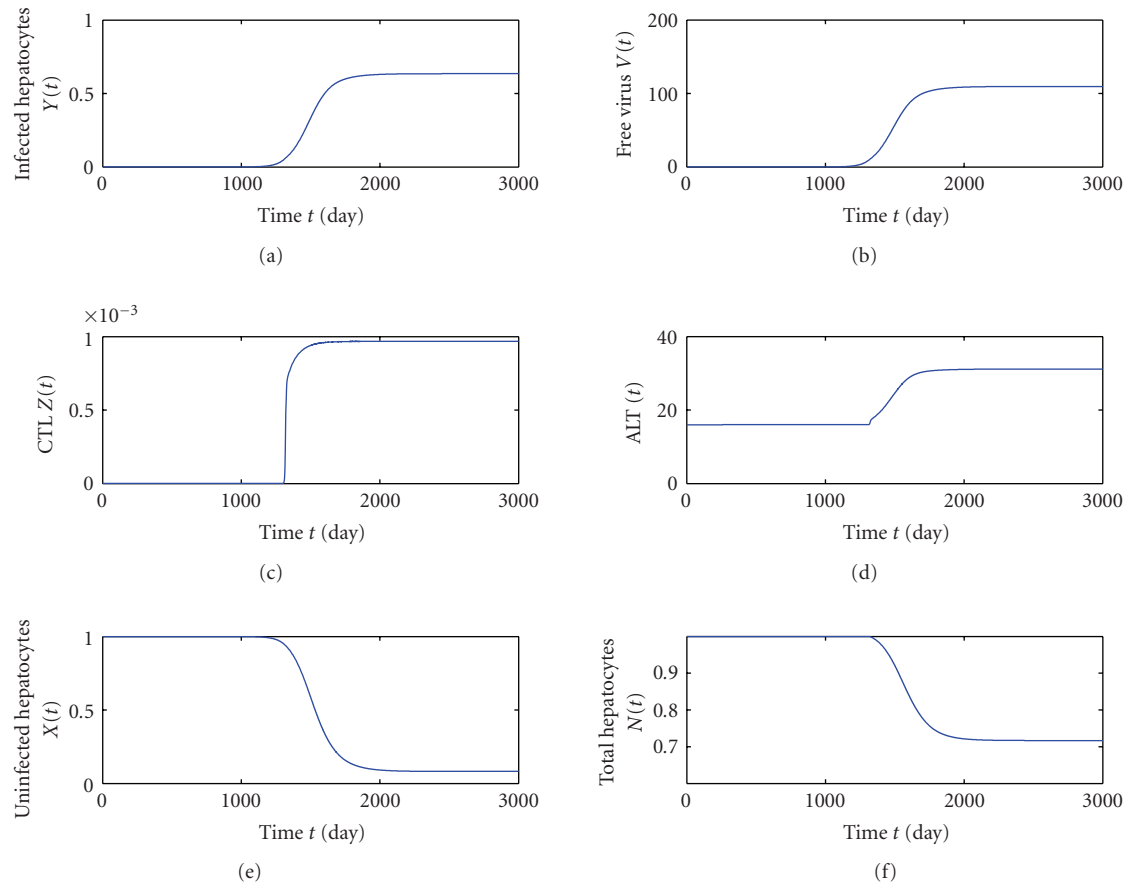 Infected hepatocytes
Y(t)
1
0.5
0
0 1000 2000 3000
Time t (day)
(a)
Free virus V(t)
200
100
0
0 1000 2000 3000
Time t (day)
(b)
×10−3
CTL Z(t)
1
0.5
0
0 1000 2000 3000
Time t (day)
(c)
ALT (t)
40
20
0
0 1000 2000 3000
Time t (day)
(d)
Uninfected hepatocytes
X(t)
1
0.5
0
0 1000 2000 3000
Time t (day)
(e)
Total hepatocytes
N(t)
0.9
0.8
0.7
0 1000 2000 3000
Time t (day)
(f)